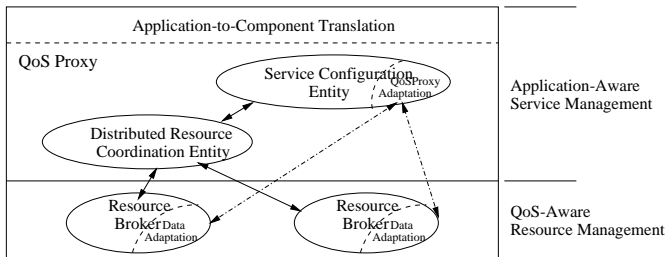 Application-to-Component Translation
QoS Proxy
Service Configuration
Entity
QoSProxy
Adaptation
Distributed Resource
Coordination Entity
Resource
Broker
Data
Adaptation
Resource
Broker
Data
Adaptation
Application-Aware
Service Management
QoS-Aware
Resource Management